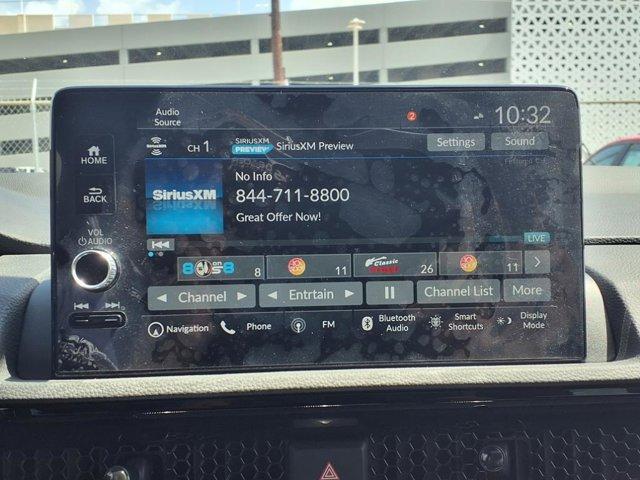 Audio
Source
2
10:32
HOME
BACK
VOL
AUDIO
CH 1
SIRIUSXM
PREVIEW
SiriusXM Preview
Settings
Sound
SiriusXM
No Info
844-711-8800
Great Offer Now!
LIVE
80s on 8
8
11
Classic
26
11
Channel
Entrtain
Channel List
More
Navigation
Phone
FM
Bluetooth
Audio
Smart
Shortcuts
Display
Mode